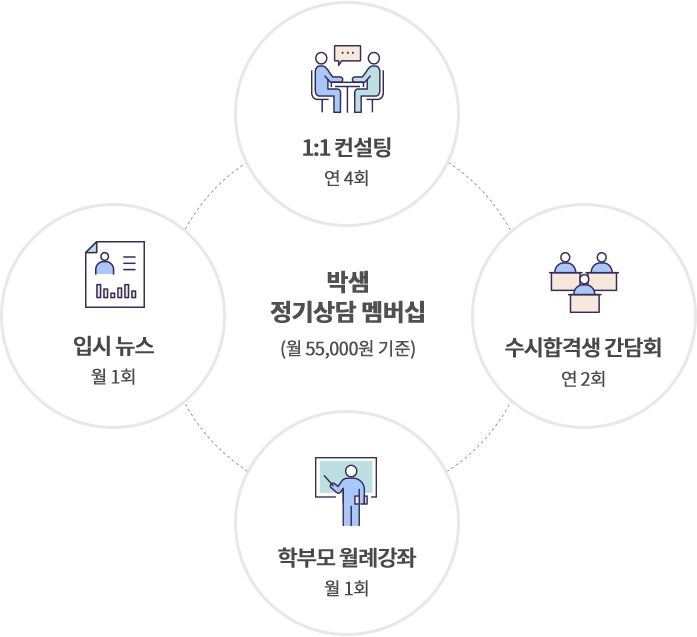 1:1 컨설팅
연 4회
박샘
정기상담 멤버십
(월 55,000원 기준)
입시 뉴스
월 1회
수시합격생 간담회
연 2회
학부모 월례강좌
월 1회